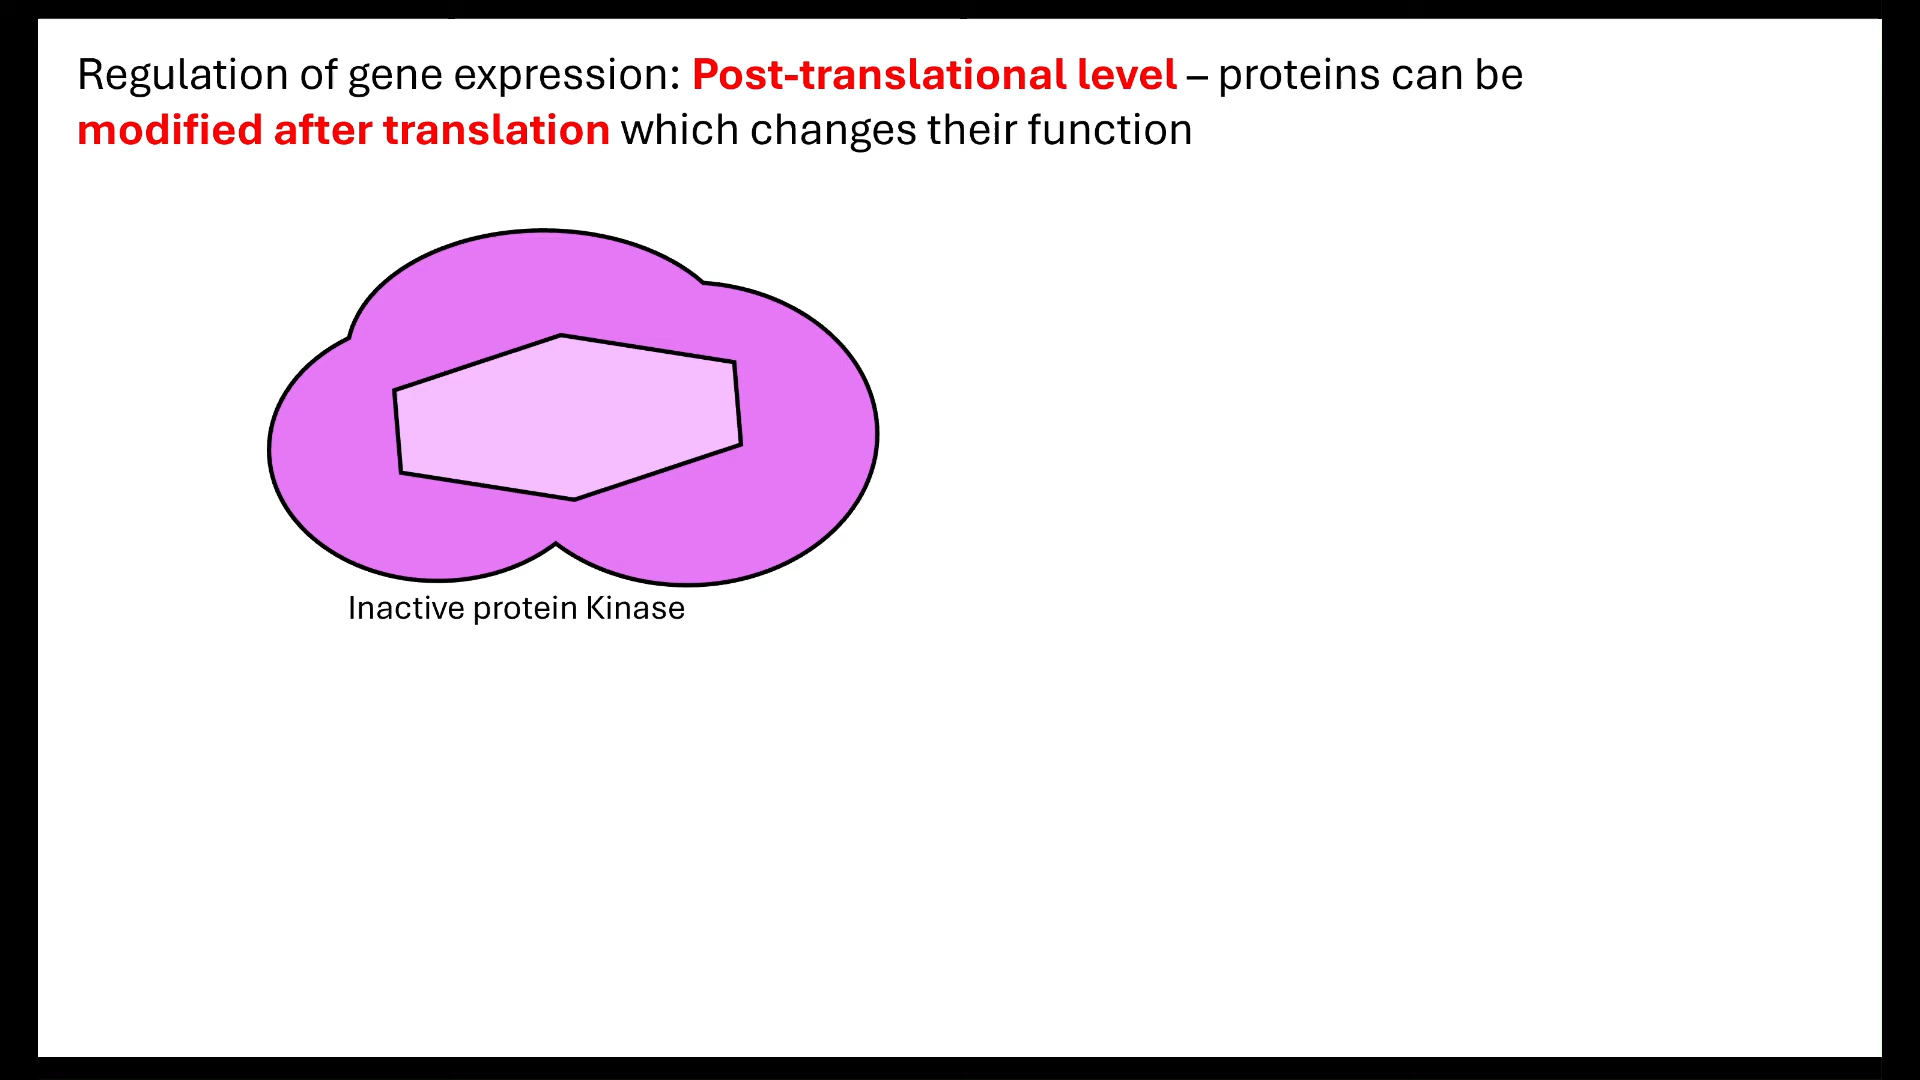 Regulation of gene expression: Post-translational level – proteins can be
modified after translation which changes their function
Inactive protein Kinase